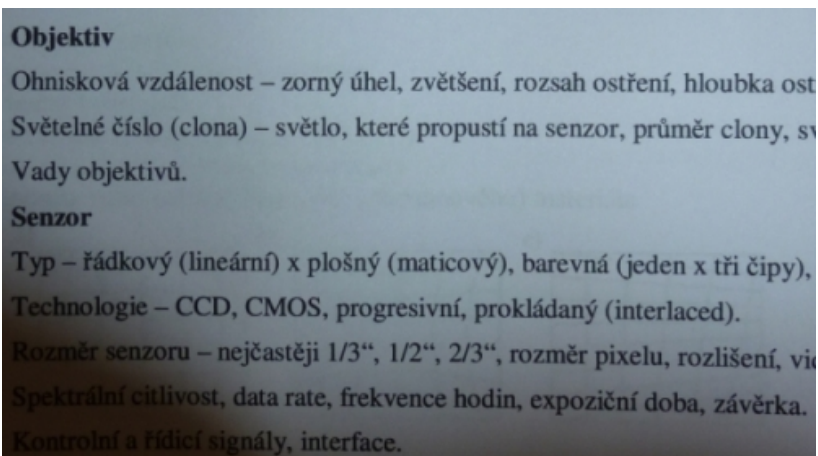 Objektiv
Ohnisková vzdálenost – zorný úhel, zvětšení, rozsah ostření, hloubka ost
Světelné číslo (clona) – světlo, které propustí na senzor, průměr clony, sv
Vady objektivů.
Senzor
Typ – řádkový (lineární) x plošný (maticový), barevná (jeden x tři čipy),
Technologie – CCD, CMOS, progresivní, prokládaný (interlaced).
Rozměr senzoru – nejčastěji 1/3“, 1/2“, 2/3“, rozměr pixelu, rozlišení, vid
Spektrální citlivost, data rate, frekvence hodin, expoziční doba, závěrka.
Kontrolní a řídicí signály, interface.